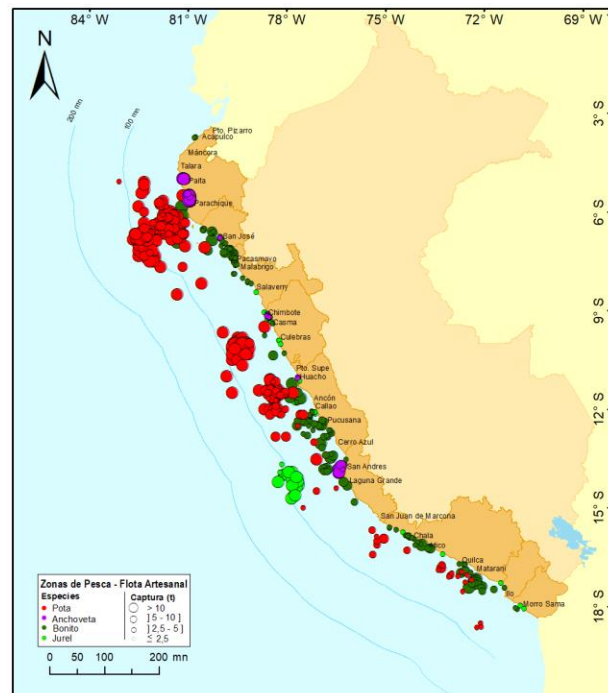 84° W
81° W
78°W
75°W
72°W
69°W
N
200 mn
100 mn
3°S
6°S
9°S
12°S
15°S
18°S
Pto. Pizarro
Acapulco
Máncora
Talara
Paita
Parachique
San José
Pacasmayo
Malabrigo
Salaverry
Chimbote
Casma
Culebras
Pto. Supe
Huacho
Ancón
Callao
Pucusana
Cerro Azul
San Andres
Laguna Grande
San Juan de Marcona
Chala
Atico
Quilca
Matarani
Ilo
Morro Sama
Zonas de Pesca - Flota Artesanal
Especies Captura (t)
Pota > 10
Anchoveta ]5 - 10 ]
Bonito ]2,5 - 5 ]
Jurel ≤ 2,5
0 50 100 200 mn